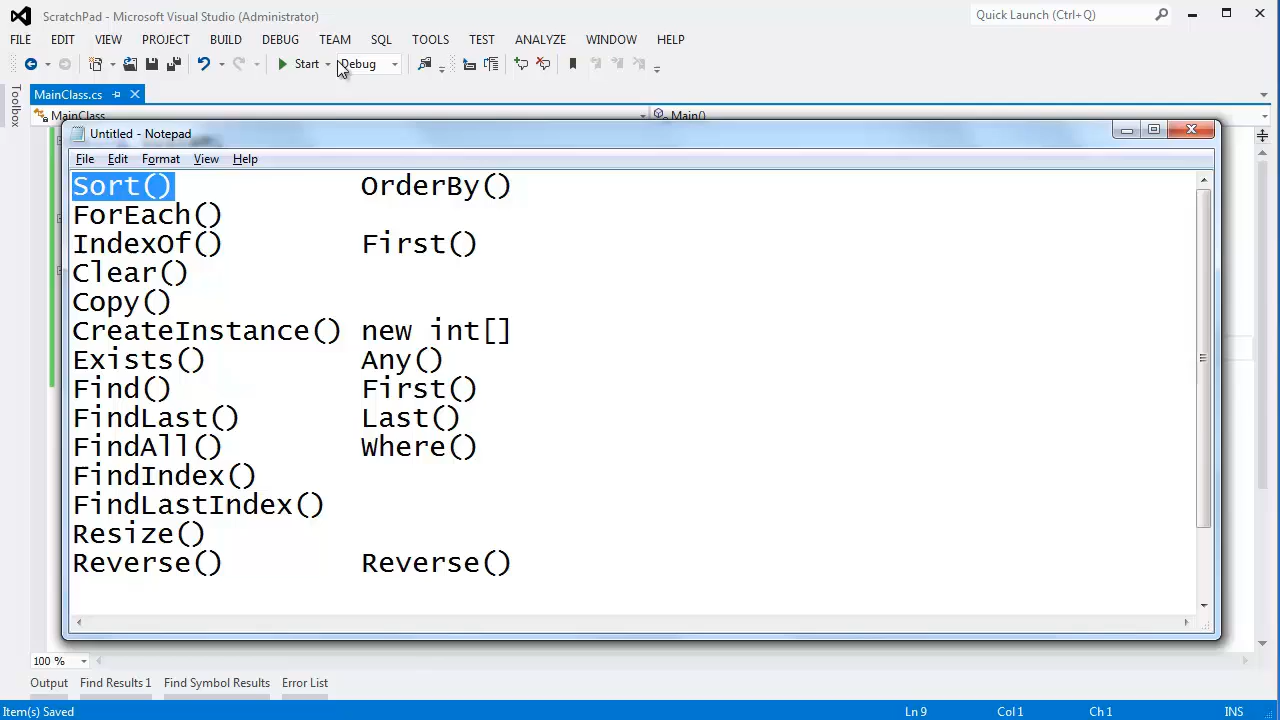 ScratchPad - Microsoft Visual Studio (Administrator)
Quick Launch (Ctrl+Q)
FILE EDIT VIEW PROJECT BUILD DEBUG TEAM SQL TOOLS TEST ANALYZE WINDOW HELP
Start Debug
Toolbox
MainClass.cs
MainClass Main()
Untitled - Notepad
File Edit Format View Help
Sort() OrderBy()
ForEach()
IndexOf() First()
Clear()
Copy()
CreateInstance() new int[]
Exists() Any()
Find() First()
FindLast() Last()
FindAll() Where()
FindIndex()
FindLastIndex()
Resize()
Reverse() Reverse()
100 %
Output Find Results 1 Find Symbol Results Error List
Item(s) Saved Ln 9 Col 1 Ch 1 INS